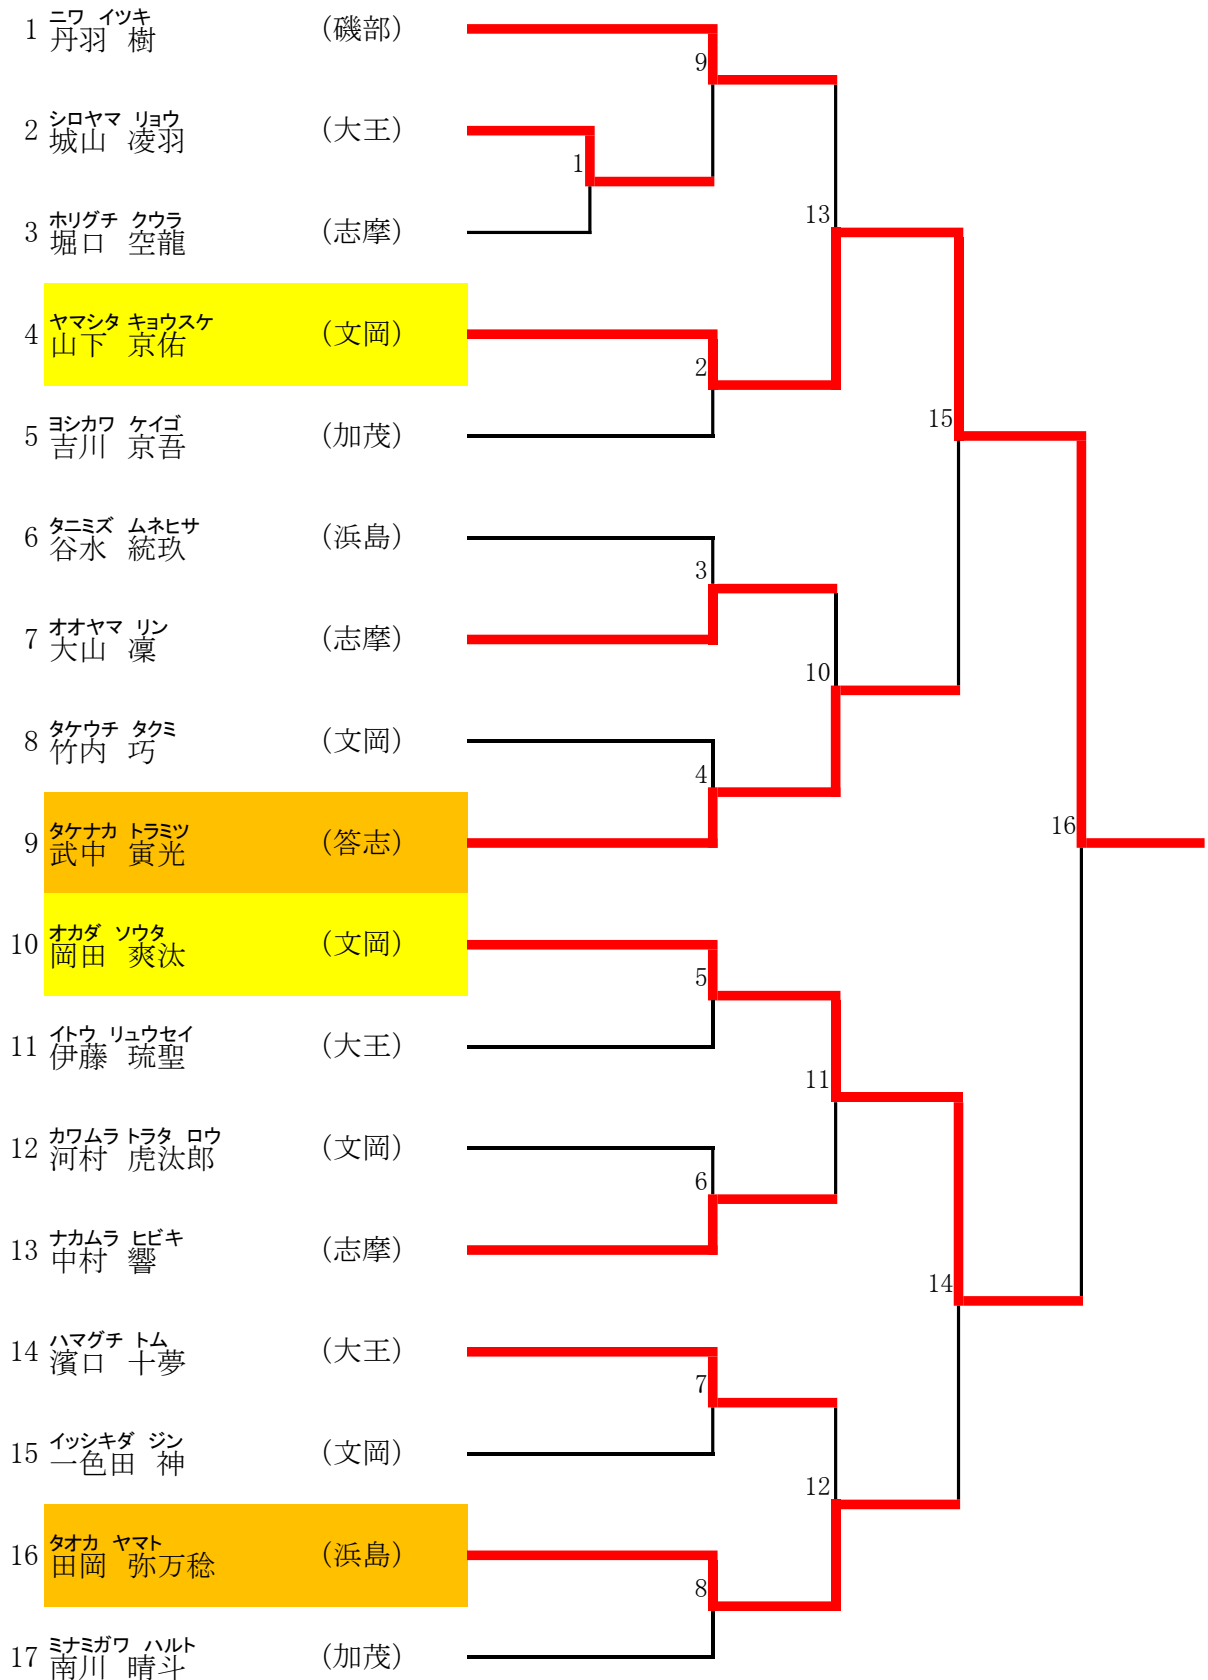 ニワ イツキ
1 丹羽 樹 (磯部)
9
シロヤマ リョウ
2 城山 凌羽 (大王)
1
ホリグチ クウラ
3 堀口 空龍 (志摩)
13
ヤマシタ キョウスケ
4 山下 京佑 (文岡)
2
ヨシカワ ケイゴ
5 吉川 京吾 (加茂)
15
タニミズ ムネヒサ
6 谷水 統玖 (浜島)
3
オオヤマ リン
7 大山 凜 (志摩)
10
タケウチ タクミ
8 竹内 巧 (文岡)
4
タケナカ トラミツ
9 武中 寅光 (答志)
16
オカダ ソウタ
10 岡田 爽汰 (文岡)
5
イトウ リュウセイ
11 伊藤 琉聖 (大王)
11
カワムラ トラタ ロウ
12 河村 虎汰郎 (文岡)
6
ナカムラ ヒビキ
13 中村 響 (志摩)
14
ハマグチ トム
14 濱口 十夢 (大王)
7
イッシキダ ジン
15 一色田 神 (文岡)
12
タオカ ヤマト
16 田岡 弥万稔 (浜島)
8
ミナミガワ ハルト
17 南川 晴斗 (加茂)